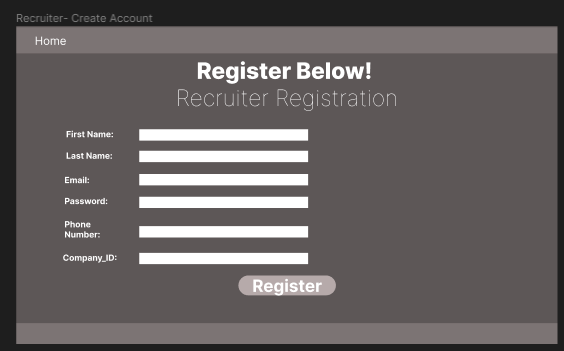 Recruiter- Create Account
Home
Register Below!
Recruiter Registration
First Name:
Last Name:
Email:
Password:
Phone
Number:
Company_ID:
Register